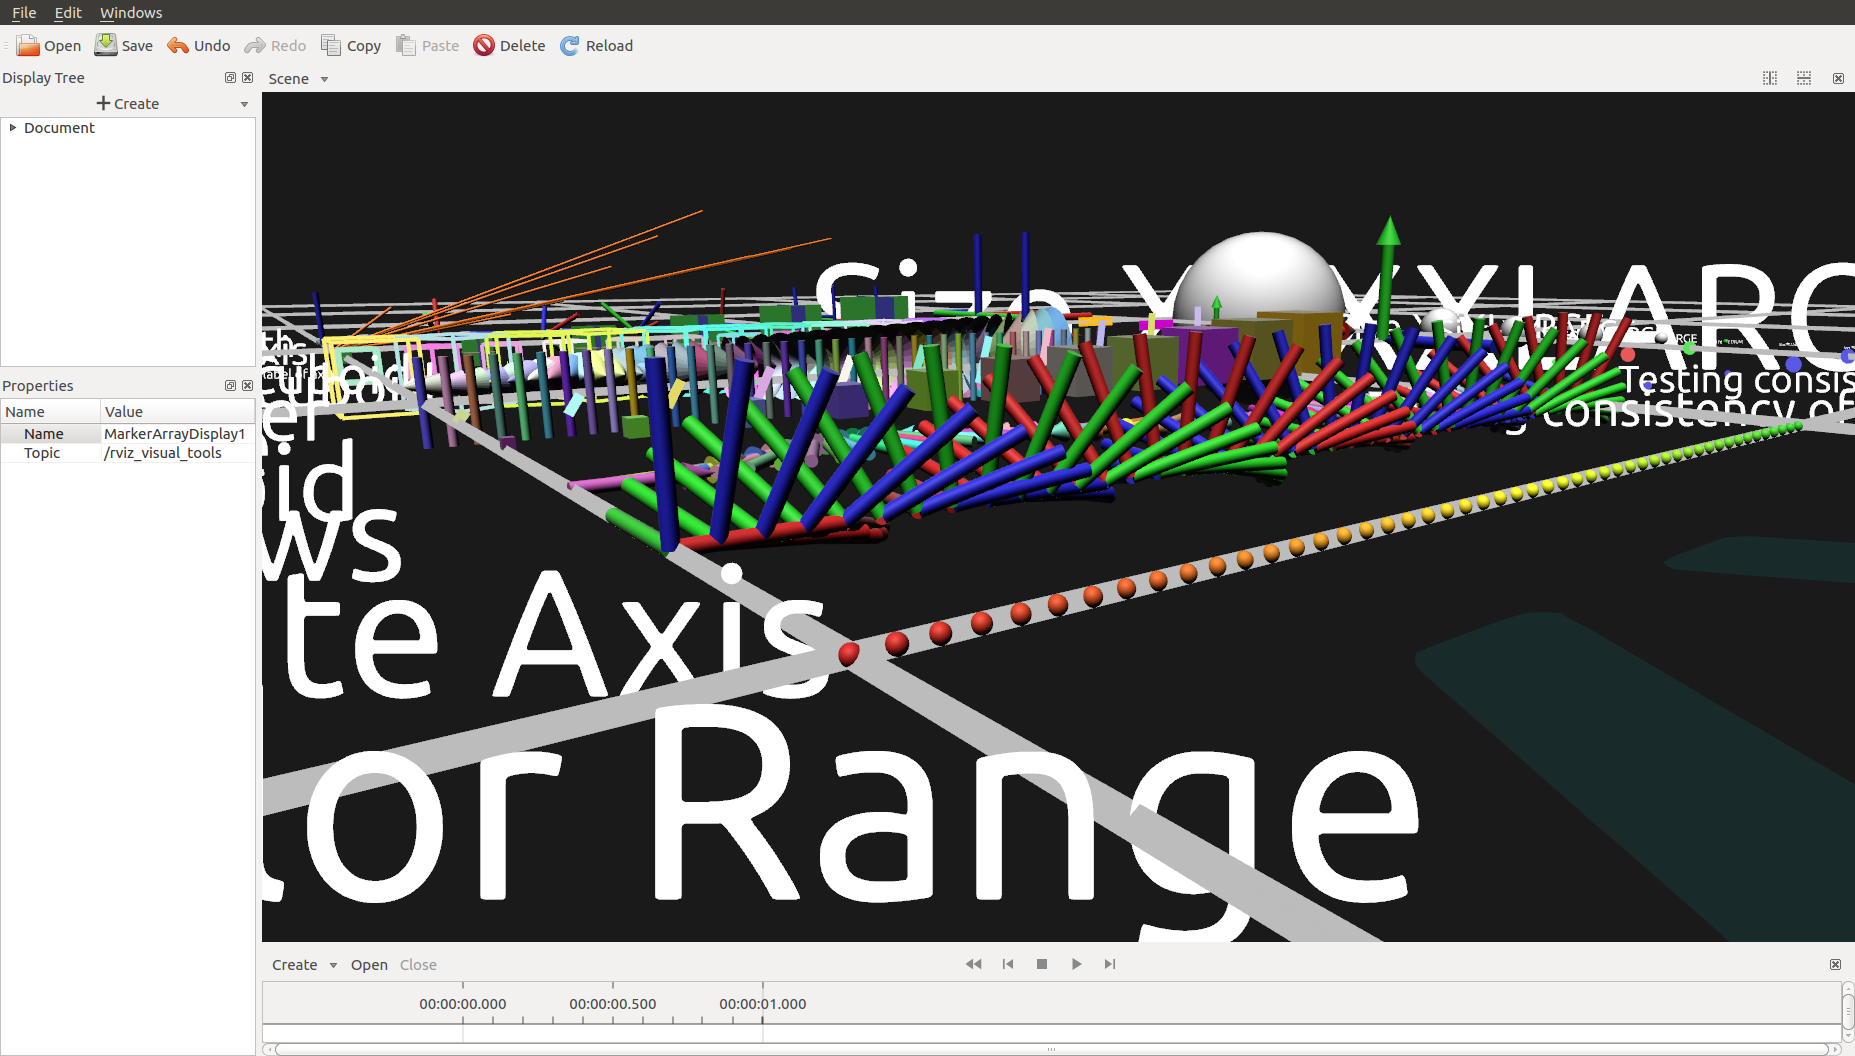 File Edit Windows
Open Save Undo Redo Copy Paste Delete Reload
Display Tree
Scene
Create
Document
Properties
Name Value
Name MarkerArrayDisplay1
Topic /rviz_visual_tools
Testing consis
consistency of
id
ws
te Axis
or Range
Create Open Close
00:00:00.000 00:00:00.500 00:00:01.000